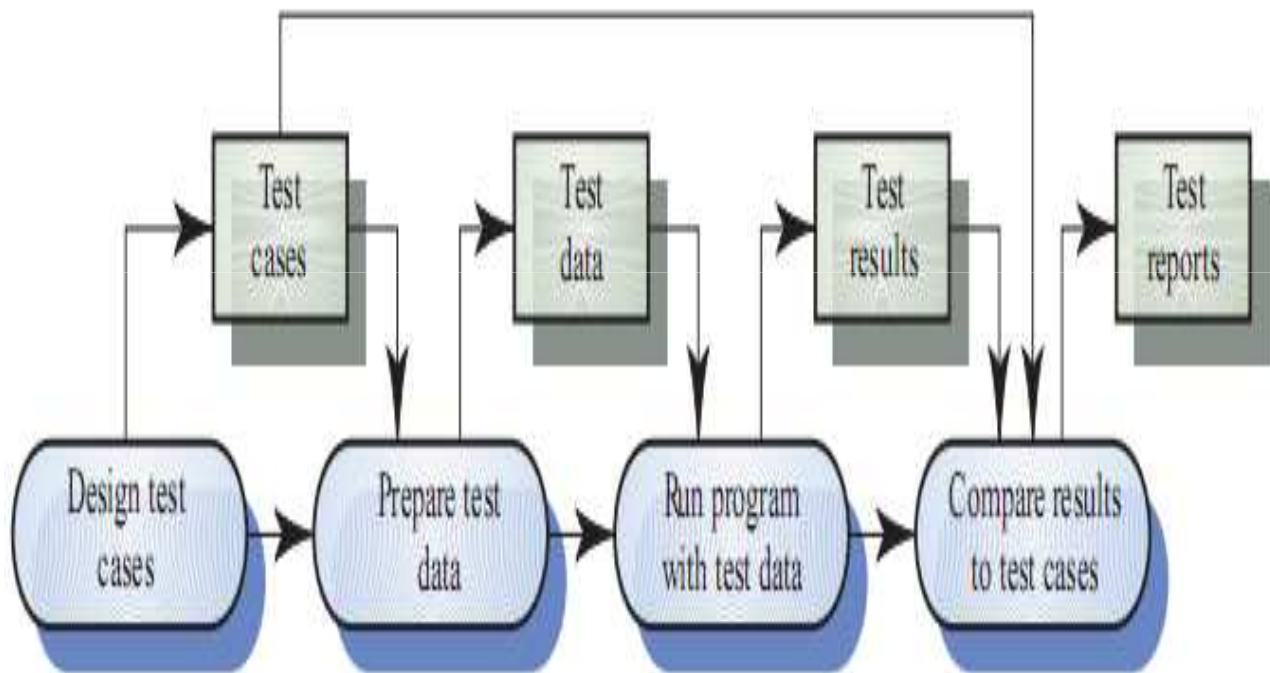 Test
cases
Test
data
Test
results
Test
reports
Design test
cases
Prepare test
data
Run program
with test data
Compare results
to test cases